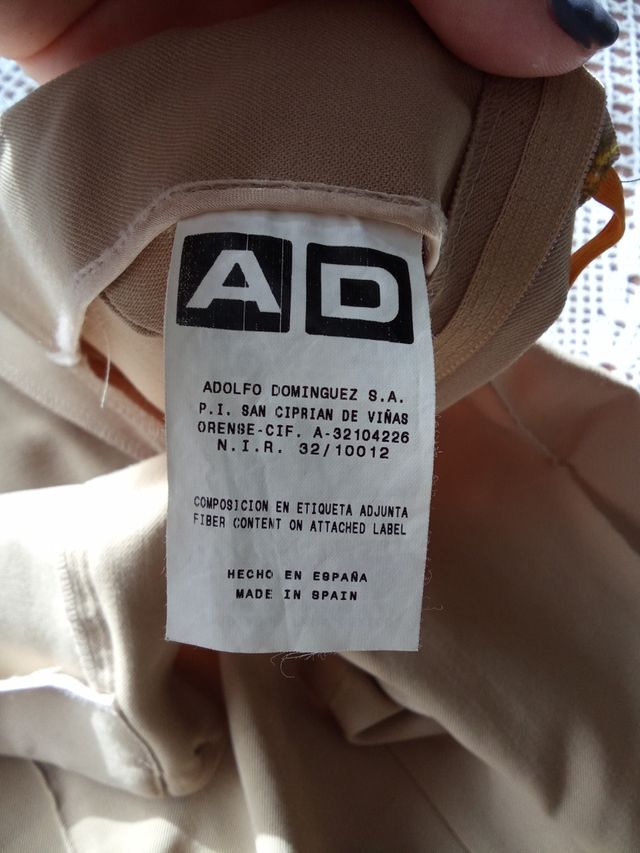 AD
ADOLFO DOMINGUEZ S.A.
P.I. SAN CIPRIAN DE VIÑAS
ORENSE-CIF. A-32104226
N.I.R. 32/10012
COMPOSICION EN ETIQUETA ADJUNTA
FIBER CONTENT ON ATTACHED LABEL
HECHO EN ESPAÑA
MADE IN SPAIN